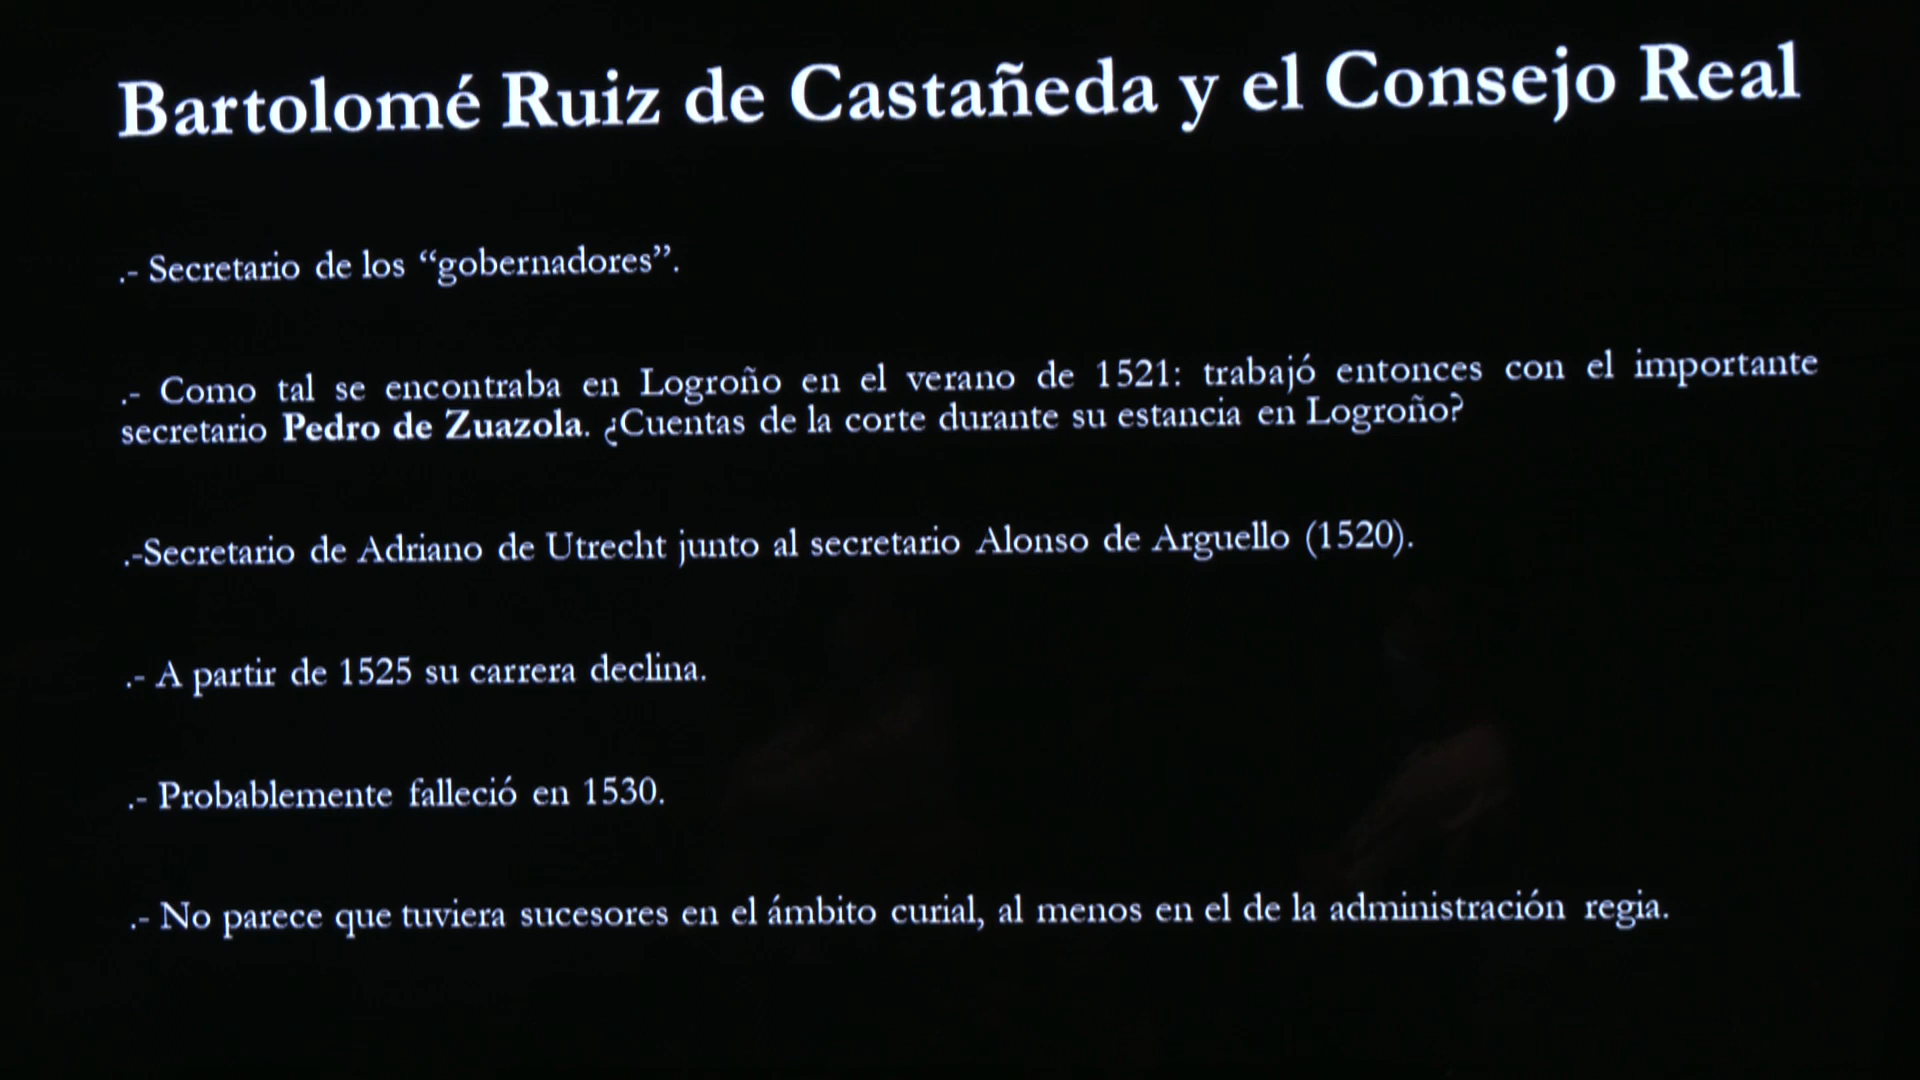 Bartolomé Ruiz de Castañeda y el Consejo Real
.- Secretario de los “gobernadores”.
.- Como tal se encontraba en Logroño en el verano de 1521: trabajó entonces con el importante
secretario Pedro de Zuazola. ¿Cuentas de la corte durante su estancia en Logroño?
.-Secretario de Adriano de Utrecht junto al secretario Alonso de Arguello (1520).
.- A partir de 1525 su carrera declina.
.- Probablemente falleció en 1530.
.- No parece que tuviera sucesores en el ámbito curial, al menos en el de la administración regia.